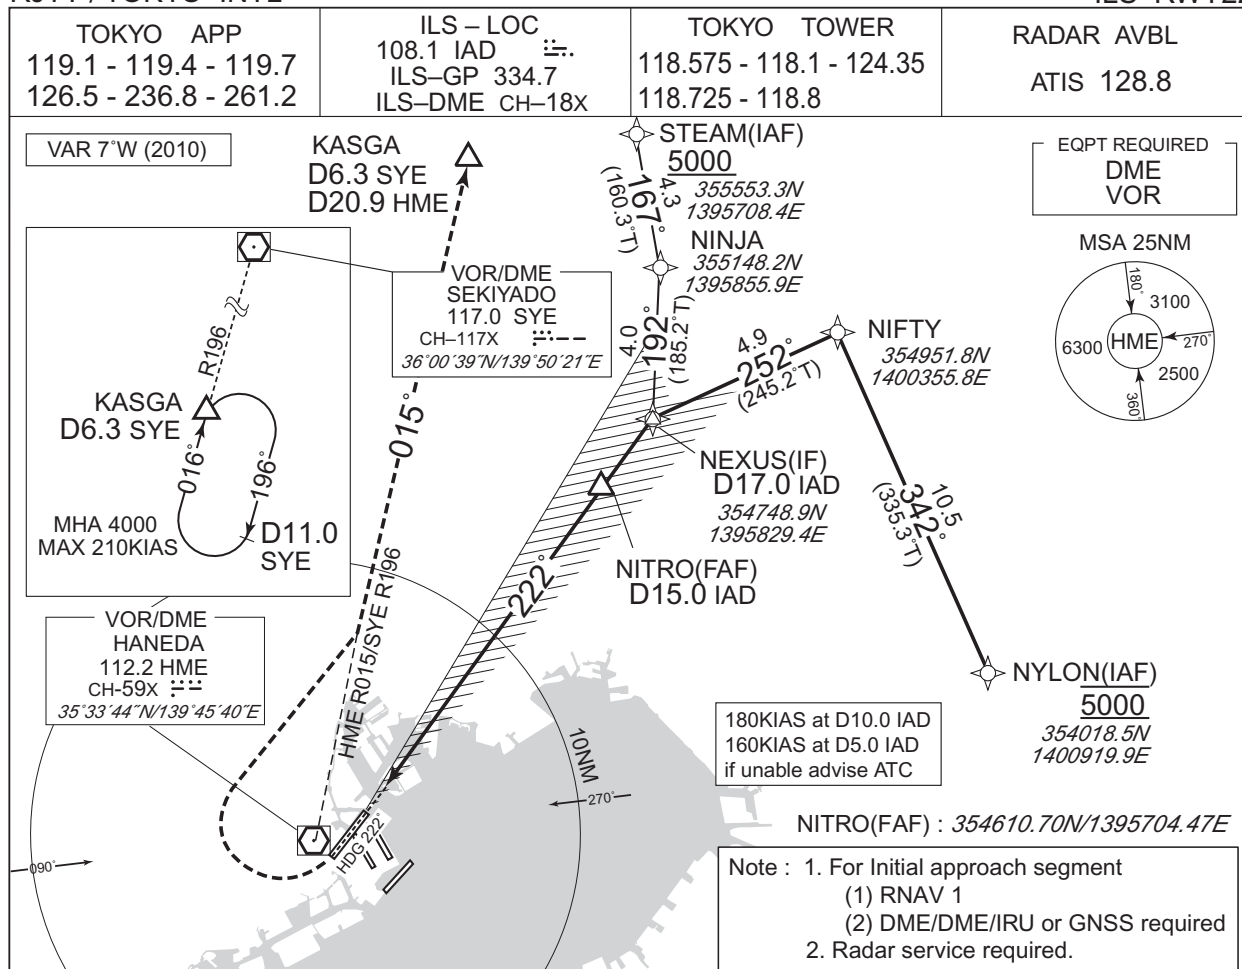 TOKYO APP
119.1 - 119.4 - 119.7
126.5 - 236.8 - 261.2
ILS – LOC
108.1 IAD
ILS–GP 334.7
ILS–DME CH–18X
TOKYO TOWER
118.575 - 118.1 - 124.35
118.725 - 118.8
RADAR AVBL
ATIS 128.8
VAR 7°W (2010)
KASGA
D6.3 SYE
D20.9 HME
STEAM(IAF)
5000
355553.3N
1395708.4E
4.3
167°
(160.3°T)
EQPT REQUIRED
DME
VOR
NINJA
355148.2N
1395855.9E
MSA 25NM
180°
3100
HME
270°
6300
2500
360°
VOR/DME
SEKIYADO
117.0 SYE
CH–117X
36°00′39″N/139°50′21″E
4.0
192°
(185.2°T)
4.9
252°
(245.2°T)
NIFTY
354951.8N
1400355.8E
R196
KASGA
D6.3 SYE
016°
196°
MHA 4000
MAX 210KIAS
D11.0
SYE
015°
NEXUS(IF)
D17.0 IAD
354748.9N
1395829.4E
10.5
342°
(335.3°T)
NITRO(FAF)
D15.0 IAD
222°
HME R015/SYE R196
VOR/DME
HANEDA
112.2 HME
CH-59X
35°33′44″N/139°45′40″E
NYLON(IAF)
5000
354018.5N
1400919.9E
180KIAS at D10.0 IAD
160KIAS at D5.0 IAD
if unable advise ATC
10NM
270°
NITRO(FAF) : 354610.70N/1395704.47E
HDG 222°
090°
Note : 1. For Initial approach segment
(1) RNAV 1
(2) DME/DME/IRU or GNSS required
2. Radar service required.